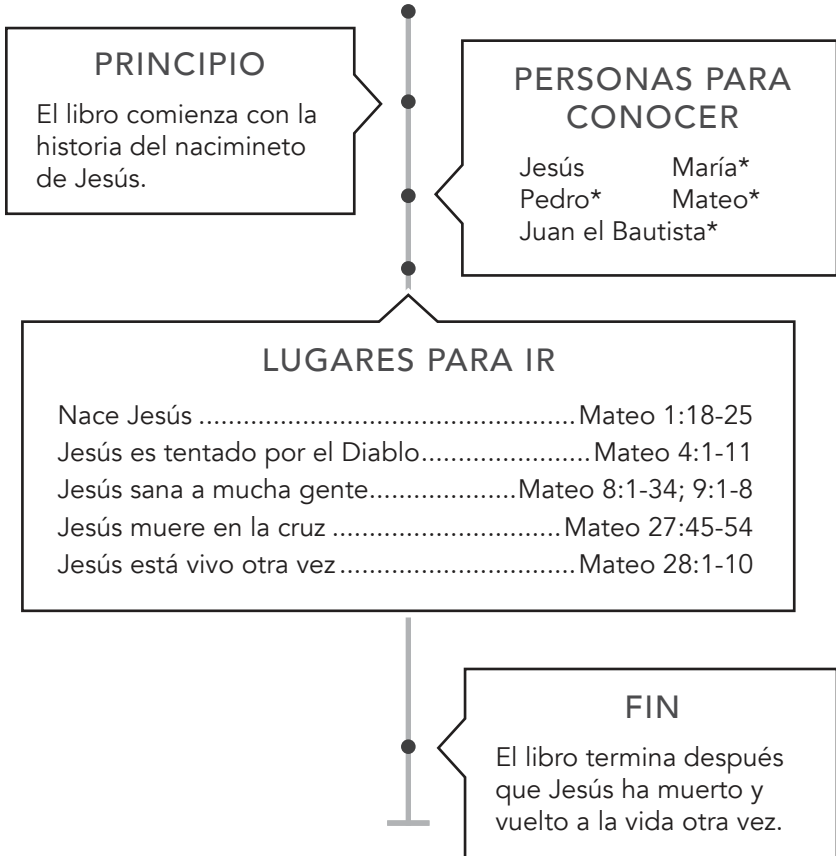 PRINCIPIO
El libro comienza con la
historia del nacimineto
de Jesús.
PERSONAS PARA
CONOCER
Jesús María*
Pedro* Mateo*
Juan el Bautista*
LUGARES PARA IR
Nace Jesús ................................................Mateo 1:18-25
Jesús es tentado por el Diablo......................Mateo 4:1-11
Jesús sana a mucha gente...................Mateo 8:1-34; 9:1-8
Jesús muere en la cruz .............................Mateo 27:45-54
Jesús está vivo otra vez ..............................Mateo 28:1-10
FIN
El libro termina después
que Jesús ha muerto y
vuelto a la vida otra vez.